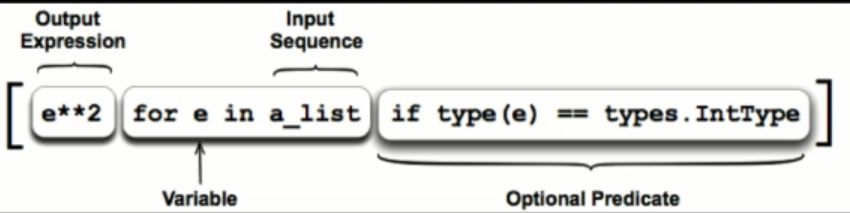 Output
Expression
Input
Sequence
[ e**2 for e in a_list if type(e) == types.IntType ]
Variable
Optional Predicate